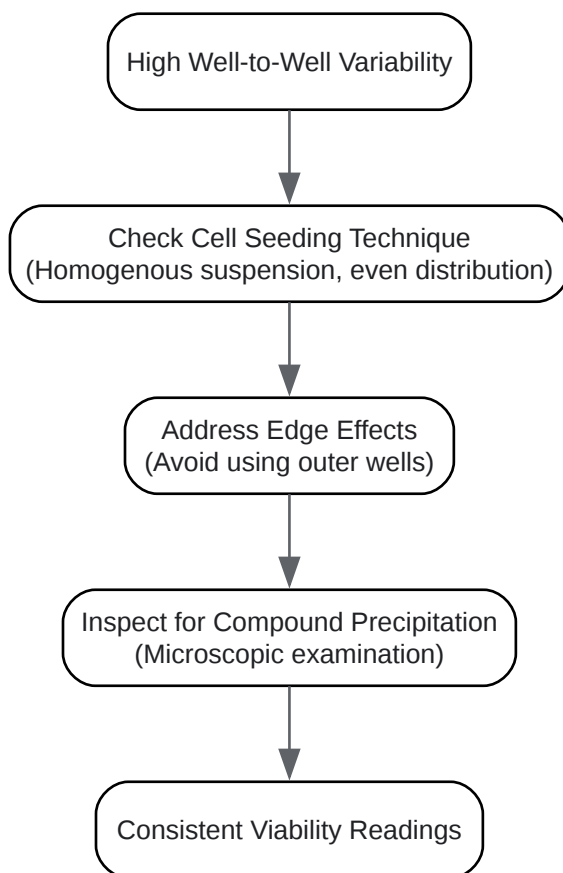 High Well-to-Well Variability
Check Cell Seeding Technique
(Homogenous suspension, even distribution)
Address Edge Effects
(Avoid using outer wells)
Inspect for Compound Precipitation
(Microscopic examination)
Consistent Viability Readings